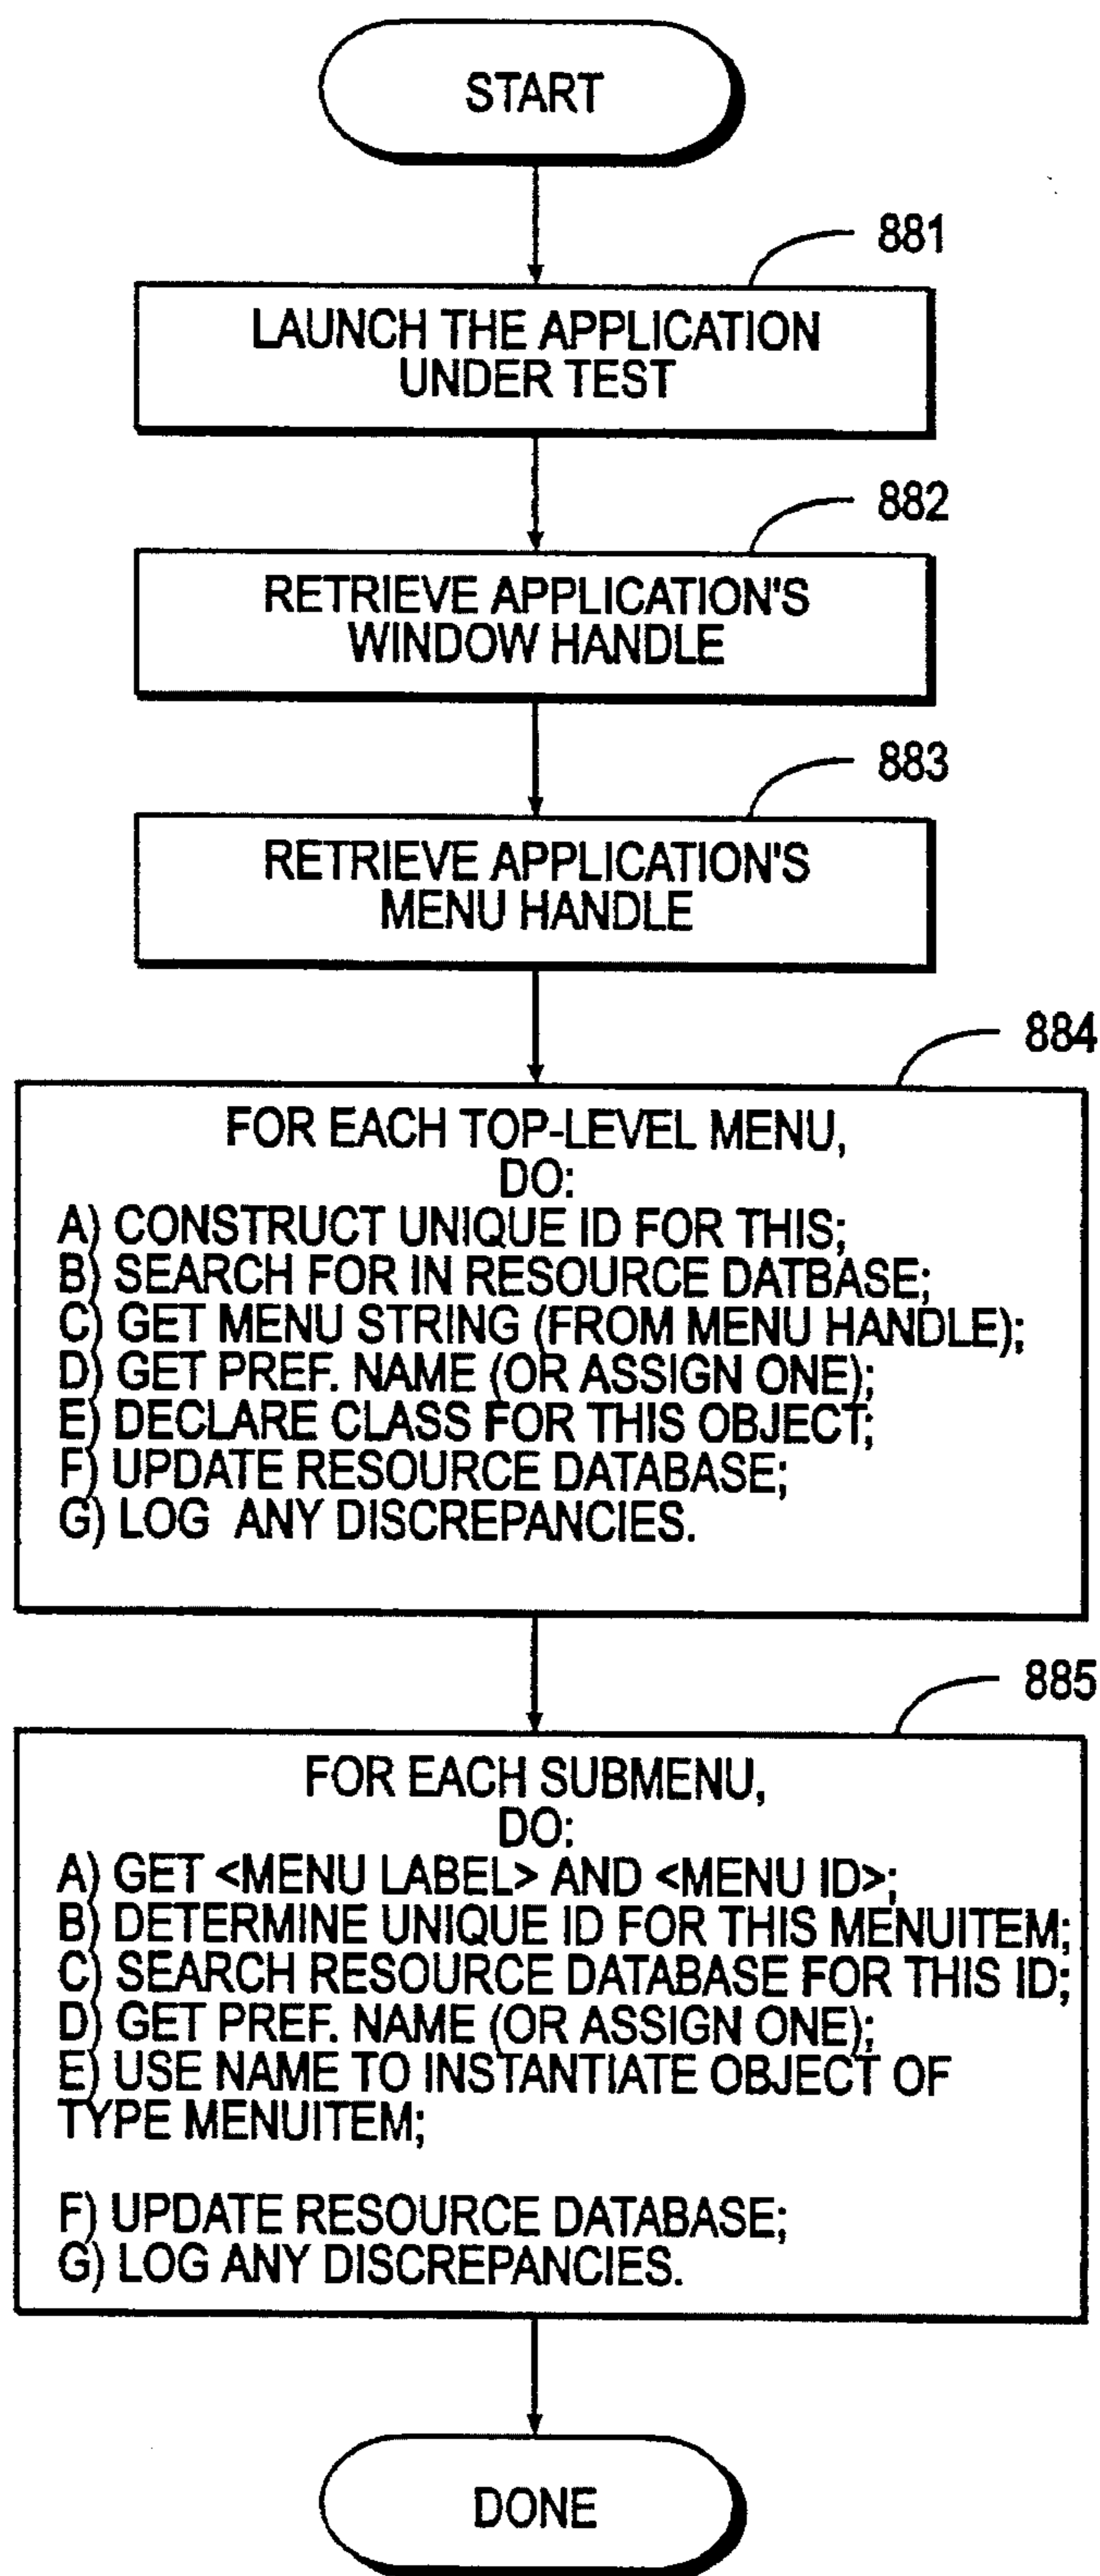 START
881
LAUNCH THE APPLICATION
UNDER TEST
882
RETRIEVE APPLICATION'S
WINDOW HANDLE
883
RETRIEVE APPLICATION'S
MENU HANDLE
884
FOR EACH TOP-LEVEL MENU,
DO:
A) CONSTRUCT UNIQUE ID FOR THIS;
B) SEARCH FOR IN RESOURCE DATBASE;
C) GET MENU STRING (FROM MENU HANDLE);
D) GET PREF. NAME (OR ASSIGN ONE);
E) DECLARE CLASS FOR THIS OBJECT;
F) UPDATE RESOURCE DATABASE;
G) LOG ANY DISCREPANCIES.
885
FOR EACH SUBMENU,
DO:
A) GET <MENU LABEL> AND <MENU ID>;
B) DETERMINE UNIQUE ID FOR THIS MENUITEM;
C) SEARCH RESOURCE DATABASE FOR THIS ID;
D) GET PREF. NAME (OR ASSIGN ONE);
E) USE NAME TO INSTANTIATE OBJECT OF
TYPE MENUITEM;
F) UPDATE RESOURCE DATABASE;
G) LOG ANY DISCREPANCIES.
DONE